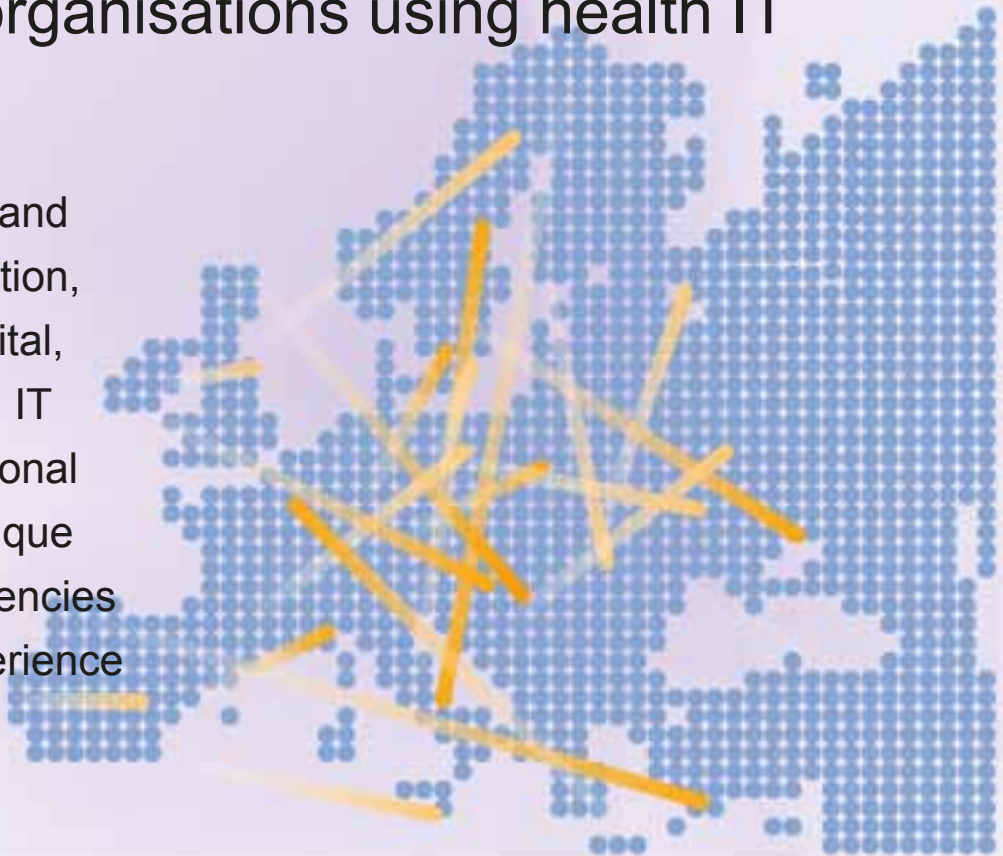 organisations using health IT
and
tion,
ital,
IT
onal
que
encies
erience